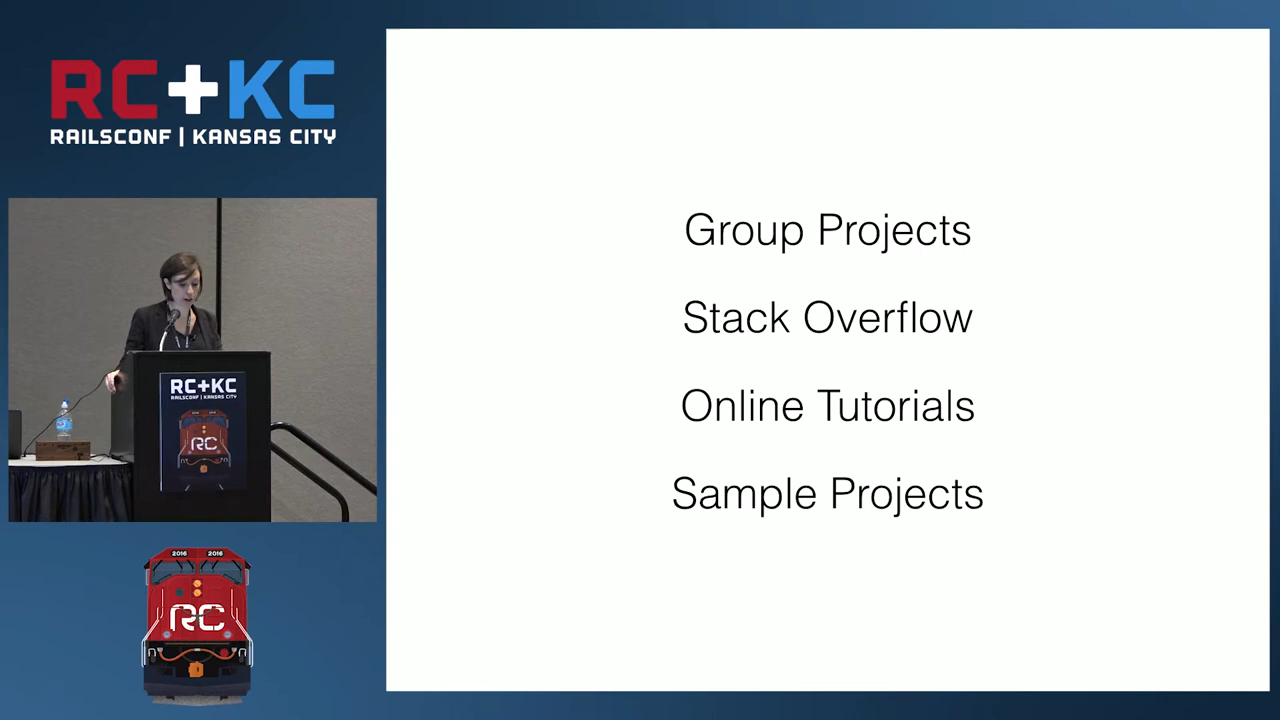 RC+KC
RAILSCONF | KANSAS CITY
Group Projects
Stack Overflow
Online Tutorials
Sample Projects
RC+KC
RAILSCONF | KANSAS CITY
RC
2016 2016
RC